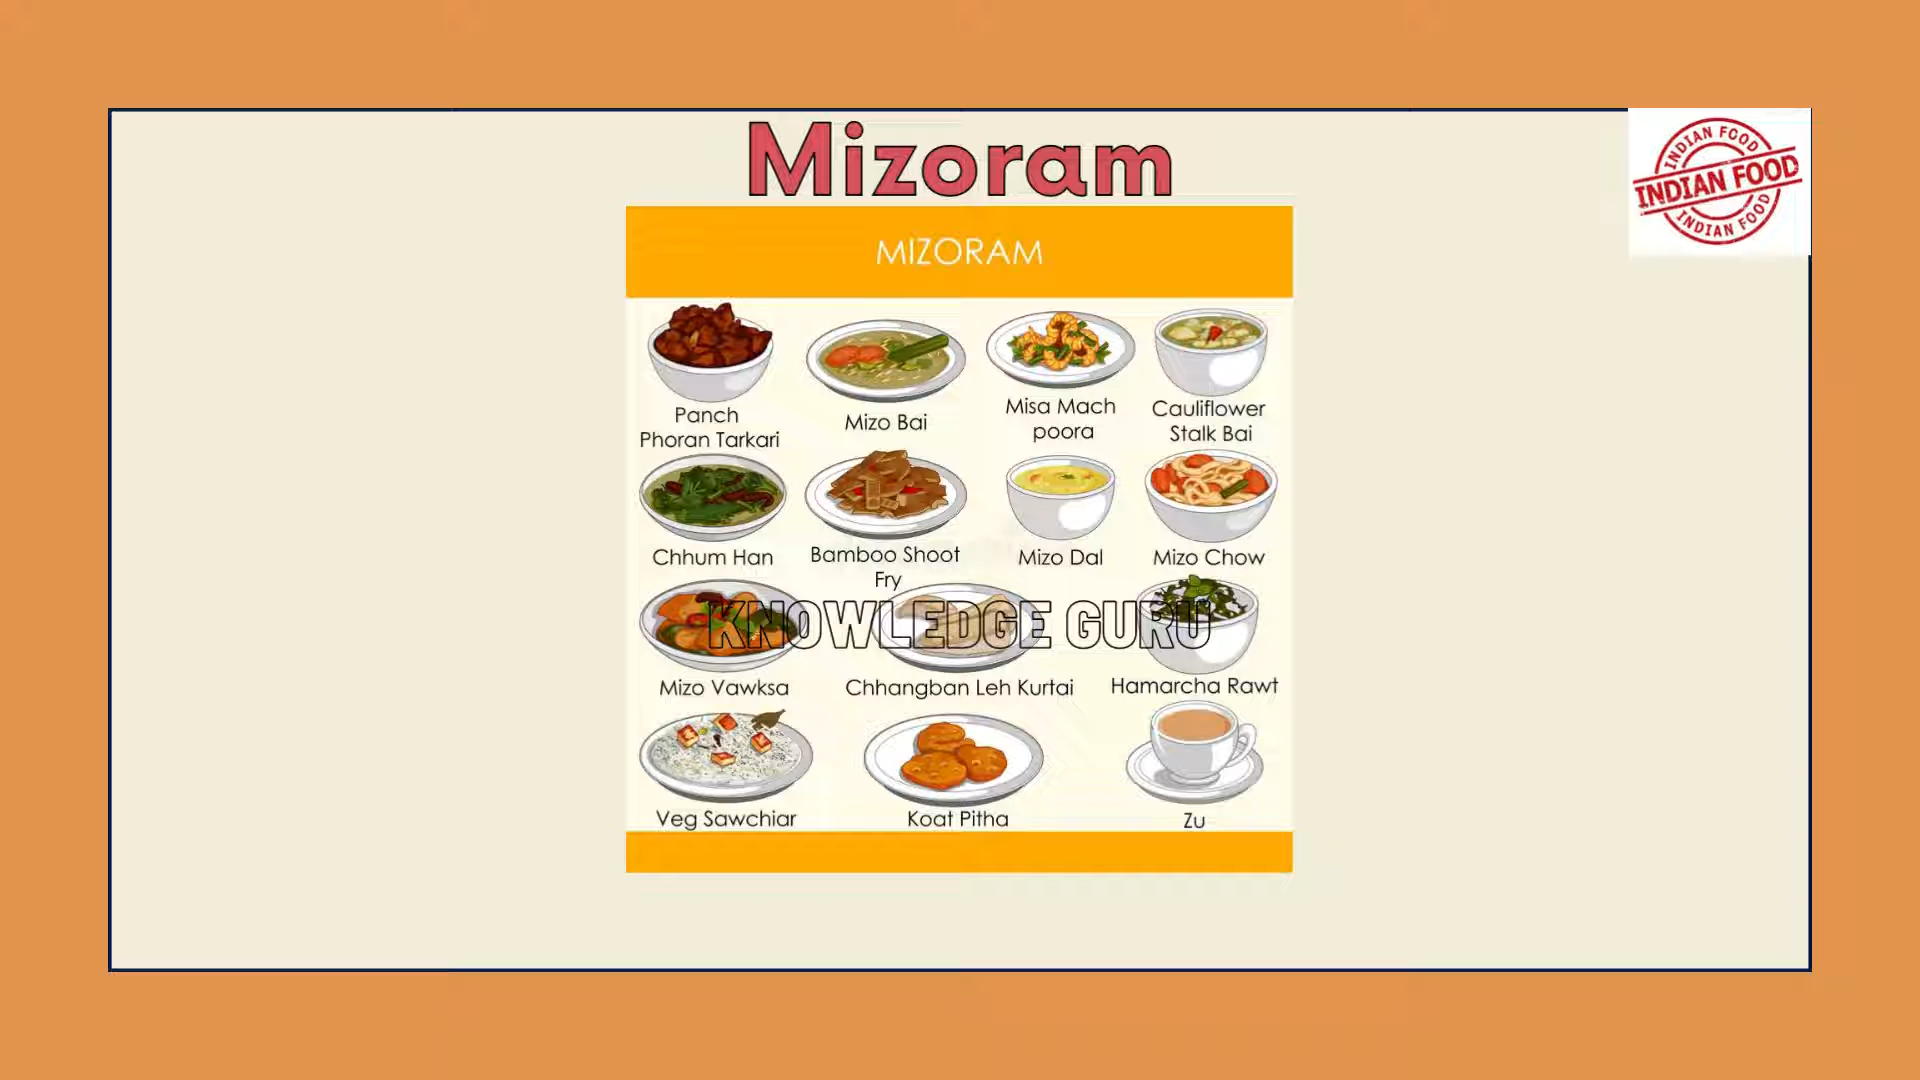 Mizoram
INDIAN FOOD
INDIAN FOOD
INDIAN FOOD
MIZORAM
Panch
Phoran Tarkari
Mizo Bai
Misa Mach
poora
Cauliflower
Stalk Bai
Chhum Han
Bamboo Shoot
Fry
Mizo Dal
Mizo Chow
KNOWLEDGE GURU
Mizo Vawksa
Chhangban Leh Kurtai
Hamarcha Rawt
Veg Sawchiar
Koat Pitha
Zu